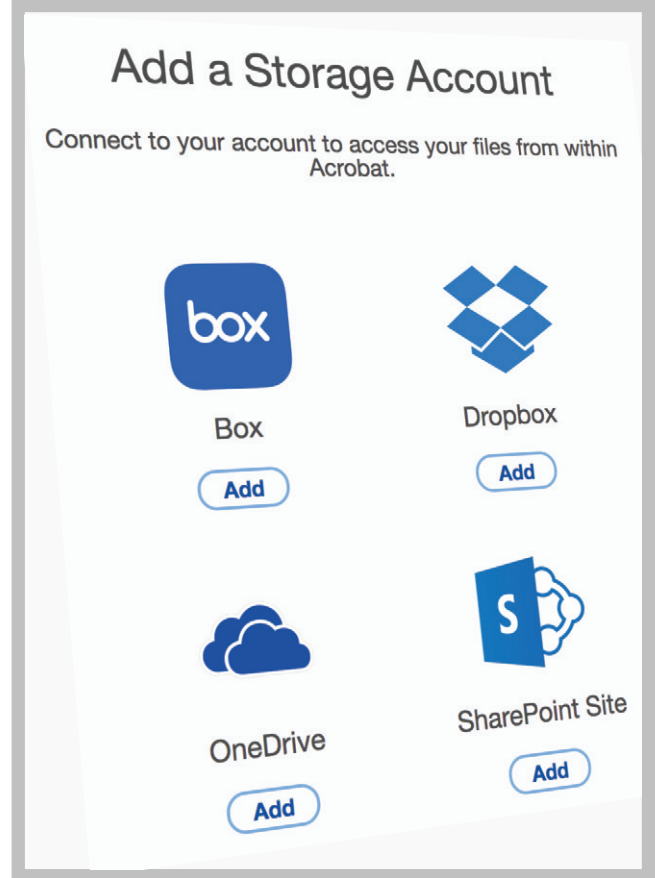 Add a Storage Account
Connect to your account to access your files from within
Acrobat.
box
Box
Dropbox
Add
Add
S
OneDrive
SharePoint Site
Add
Add